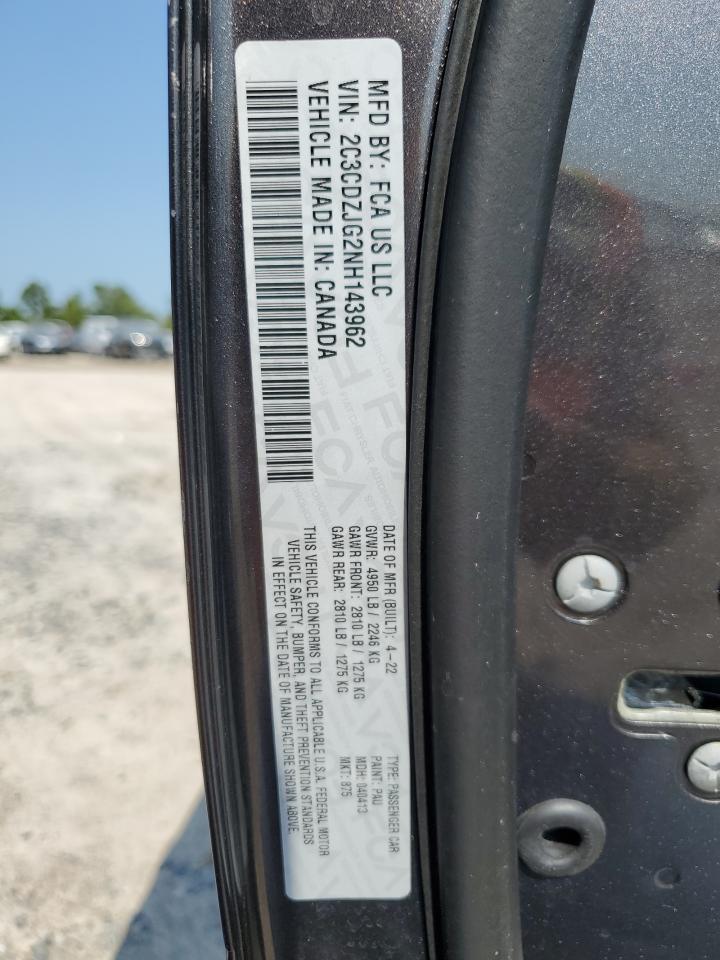 MFD BY: FCA US LLC
VIN: 2C3CDZJG2NH143962
VEHICLE MADE IN: CANADA
DATE OF MFR (BUILT): 4-22
GVWR: 4950 LB / 2246 KG
GAWR FRONT: 2810 LB / 1275 KG
GAWR REAR: 2810 LB / 1275 KG
THIS VEHICLE CONFORMS TO ALL APPLICABLE U.S.A. FEDERAL MOTOR
VEHICLE SAFETY, BUMPER, AND THEFT PREVENTION STANDARDS
IN EFFECT ON THE DATE OF MANUFACTURE SHOWN ABOVE.
TYPE: PASSENGER CAR
PAINT: PAU
MDH: 040413
MKT: 875
FCA